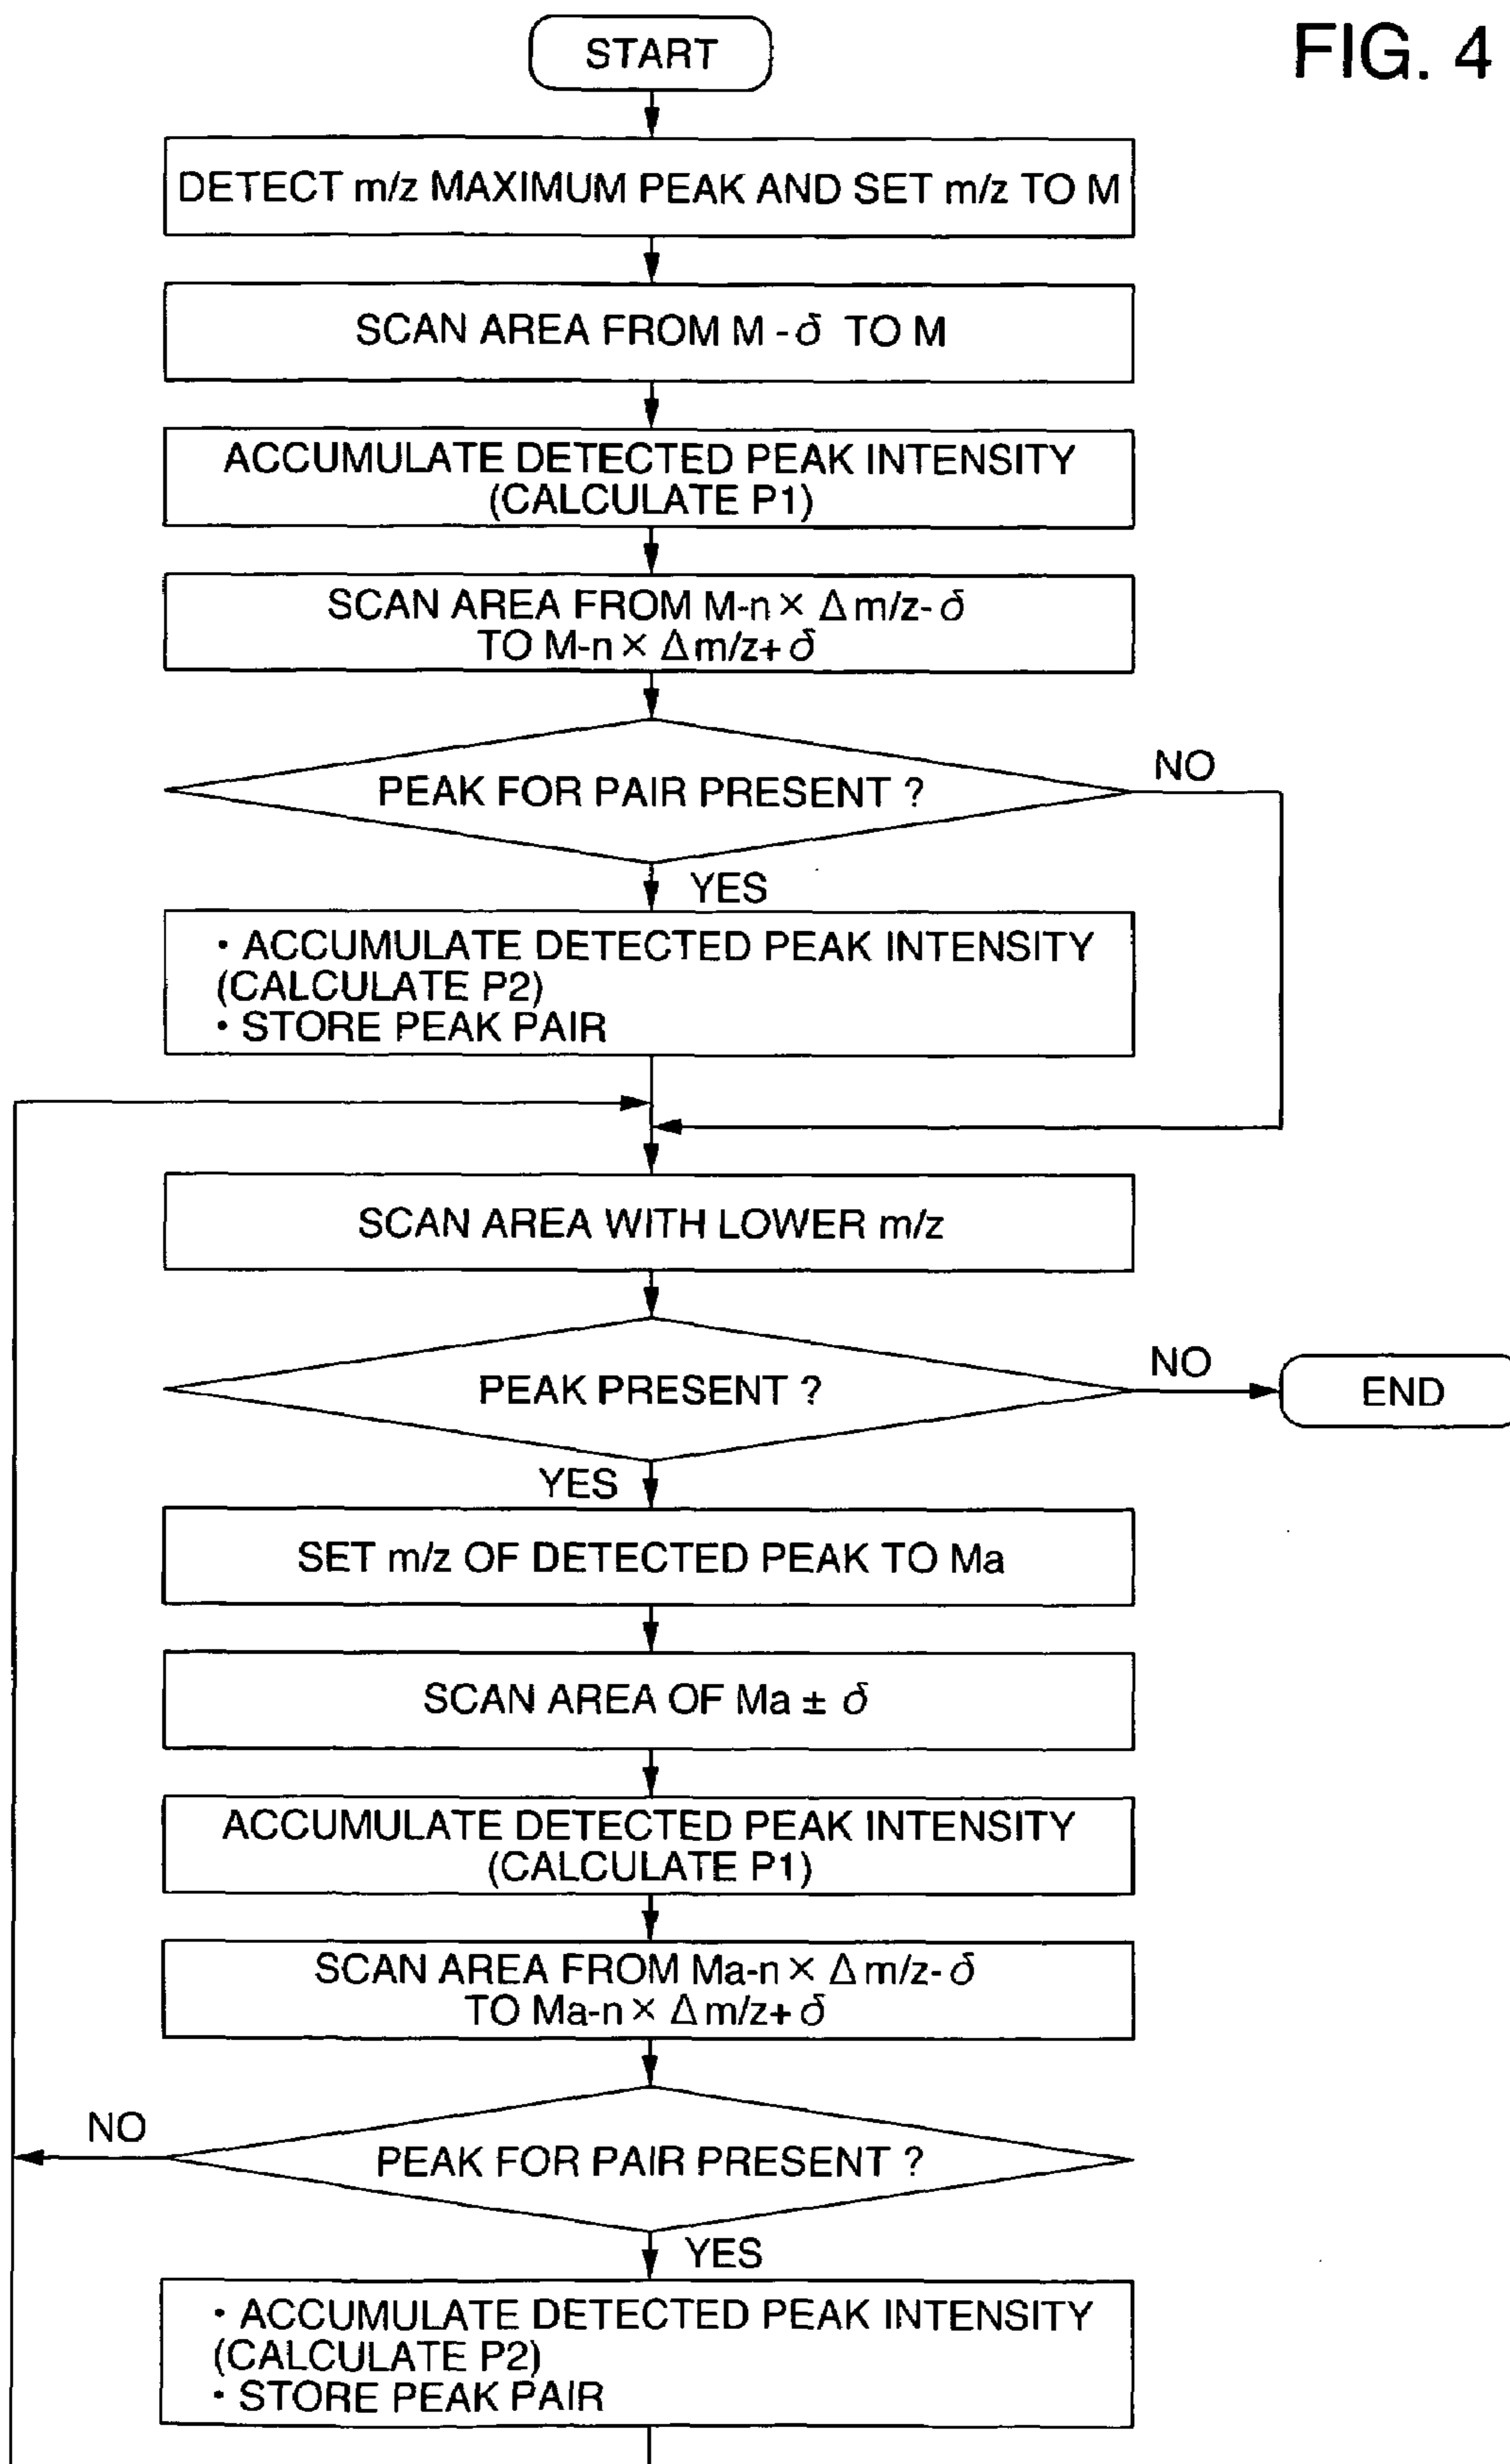 FIG. 4
START
DETECT m/z MAXIMUM PEAK AND SET m/z TO M
SCAN AREA FROM M - δ TO M
ACCUMULATE DETECTED PEAK INTENSITY
(CALCULATE P1)
SCAN AREA FROM M-n × Δm/z- δ
TO M-n × Δm/z+ δ
PEAK FOR PAIR PRESENT ?
NO
YES
• ACCUMULATE DETECTED PEAK INTENSITY
(CALCULATE P2)
• STORE PEAK PAIR
SCAN AREA WITH LOWER m/z
PEAK PRESENT ?
NO
END
YES
SET m/z OF DETECTED PEAK TO Ma
SCAN AREA OF Ma ± δ
ACCUMULATE DETECTED PEAK INTENSITY
(CALCULATE P1)
SCAN AREA FROM Ma-n × Δm/z- δ
TO Ma-n × Δm/z+ δ
NO
PEAK FOR PAIR PRESENT ?
YES
• ACCUMULATE DETECTED PEAK INTENSITY
(CALCULATE P2)
• STORE PEAK PAIR